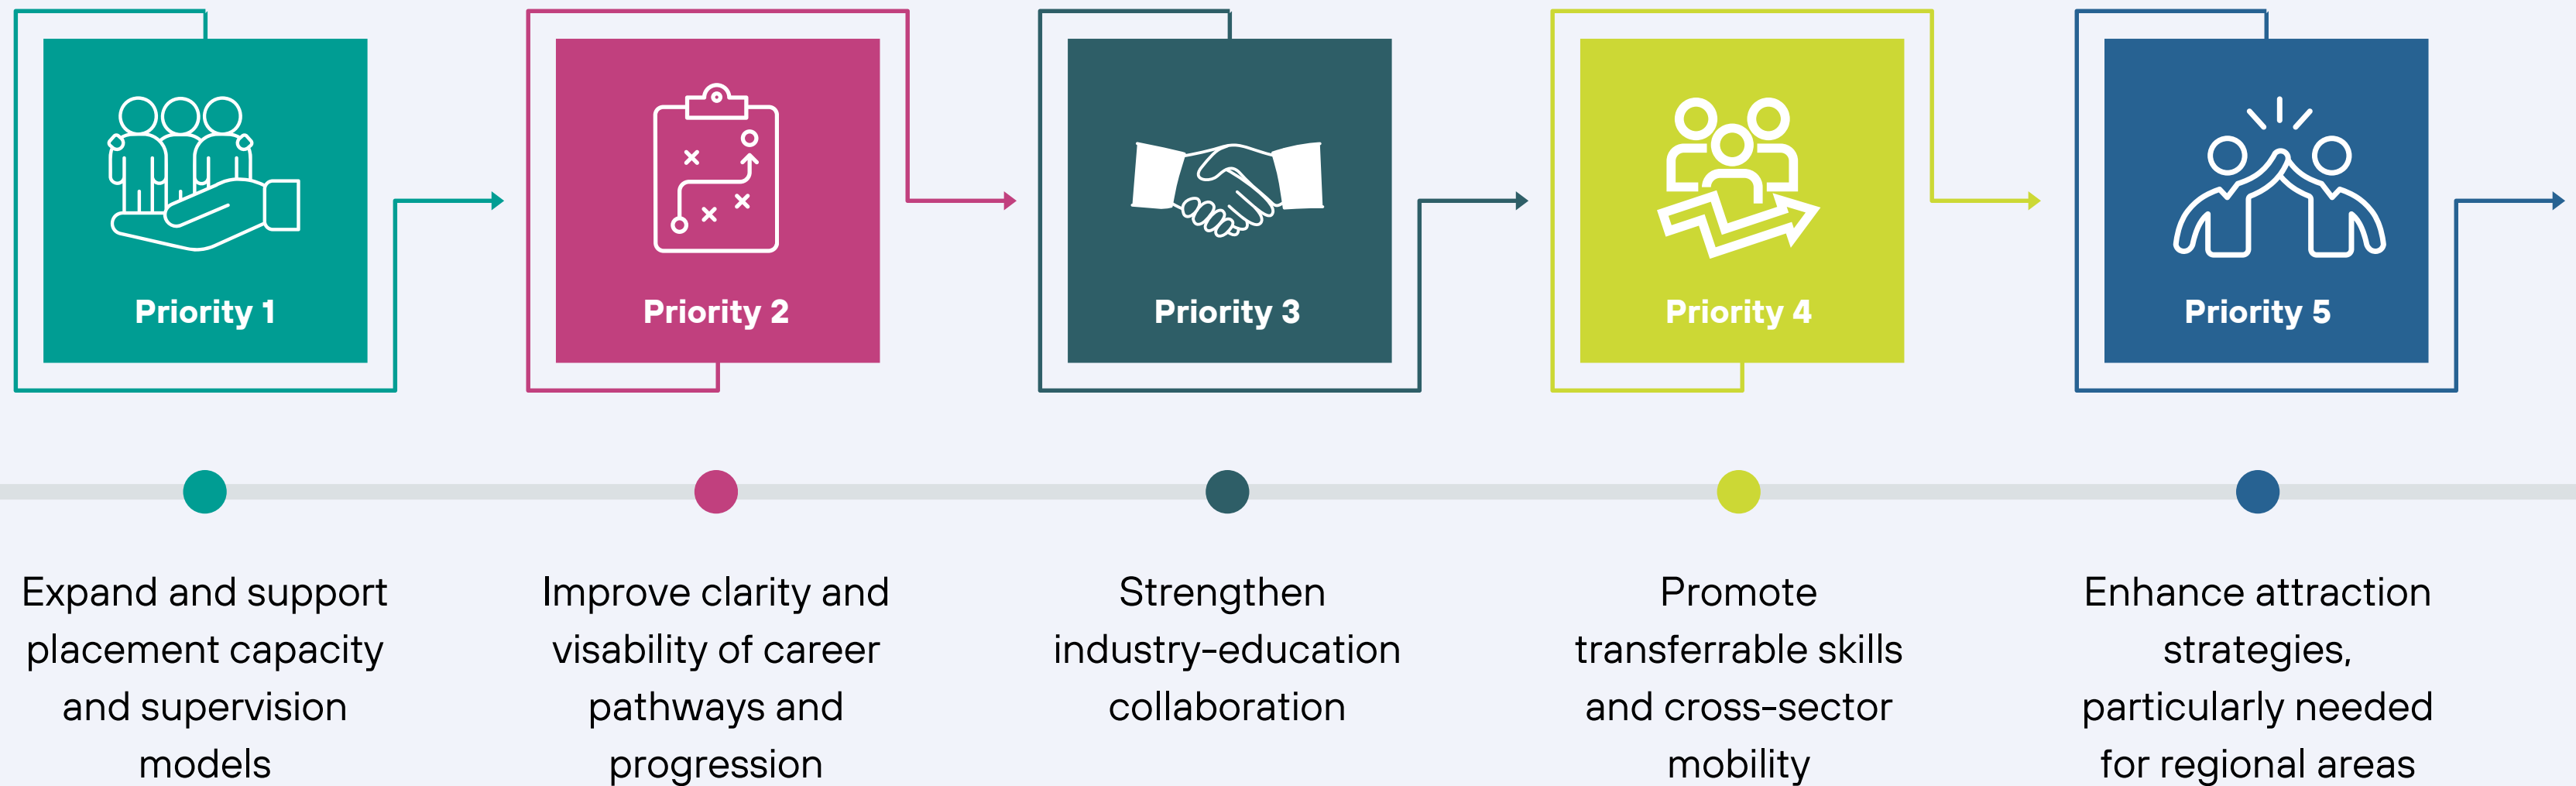 Priority 1
Priority 2
Priority 3
Priority 4
Priority 5
Expand and support
placement capacity
and supervision
models
Improve clarity and
visability of career
pathways and
progression
Strengthen
industry-education
collaboration
Promote
transferrable skills
and cross-sector
mobility
Enhance attraction
strategies,
particularly needed
for regional areas